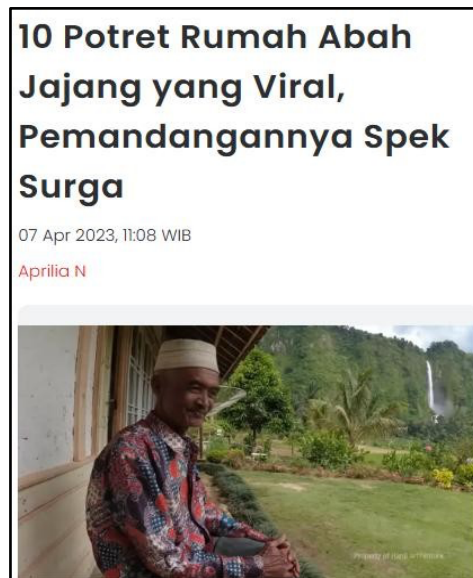 10 Potret Rumah Abah
Jajang yang Viral,
Pemandangannya Spek
Surga
07 Apr 2023, 11:08 WIB
Aprilia N